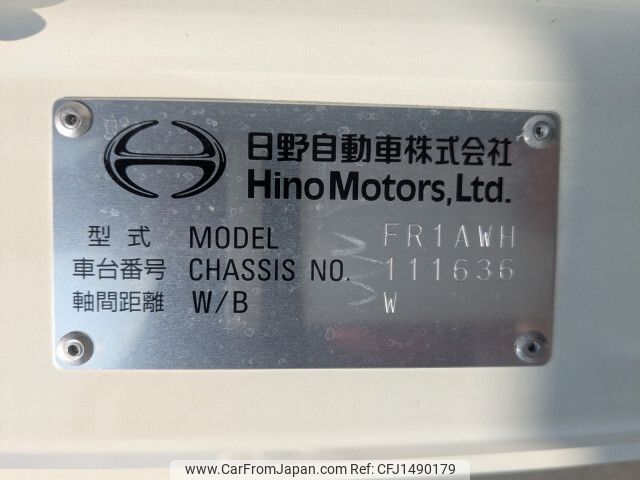 日野自動車株式会社
Hino Motors, Ltd.
型式 MODEL FR1AWH
車台番号 CHASSIS NO. 111636
軸間距離 W/B W
www.CarFromJapan.com - CFJ1490179